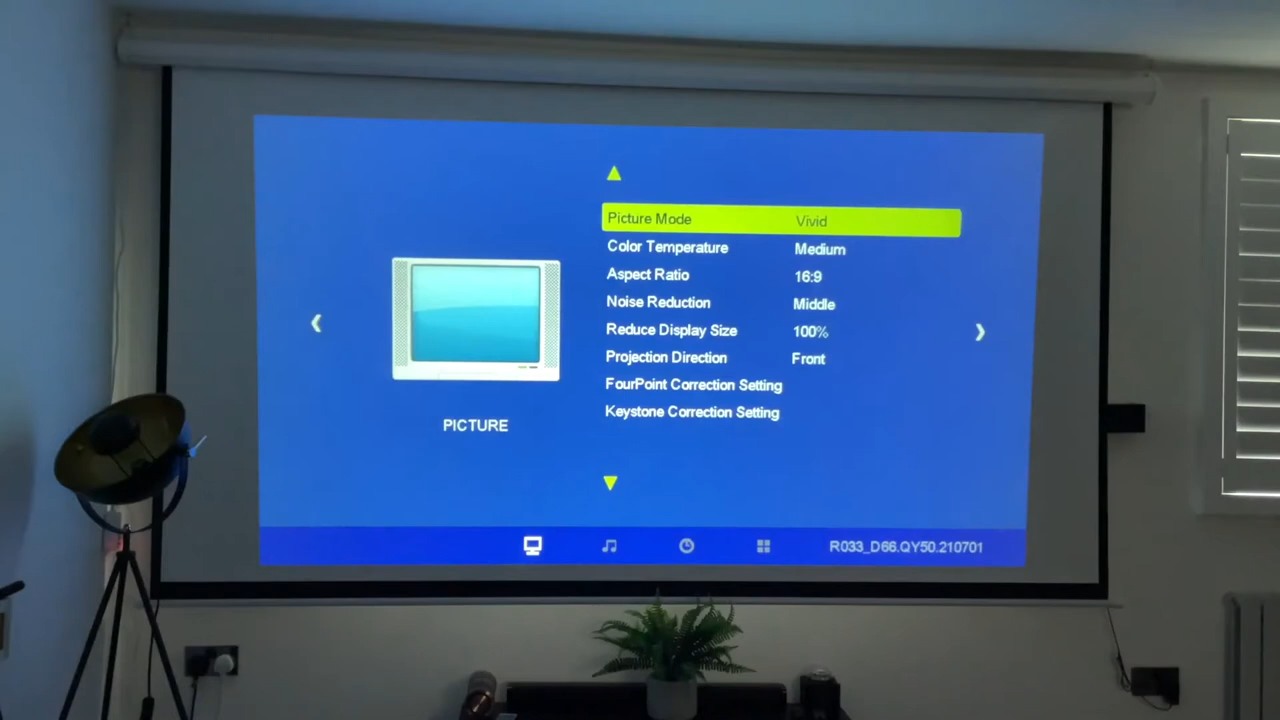 Picture Mode Vivid
Color Temperature Medium
Aspect Ratio 16:9
Noise Reduction Middle
Reduce Display Size 100%
Projection Direction Front
FourPoint Correction Setting
Keystone Correction Setting
PICTURE
R033_D66.QY50.210701